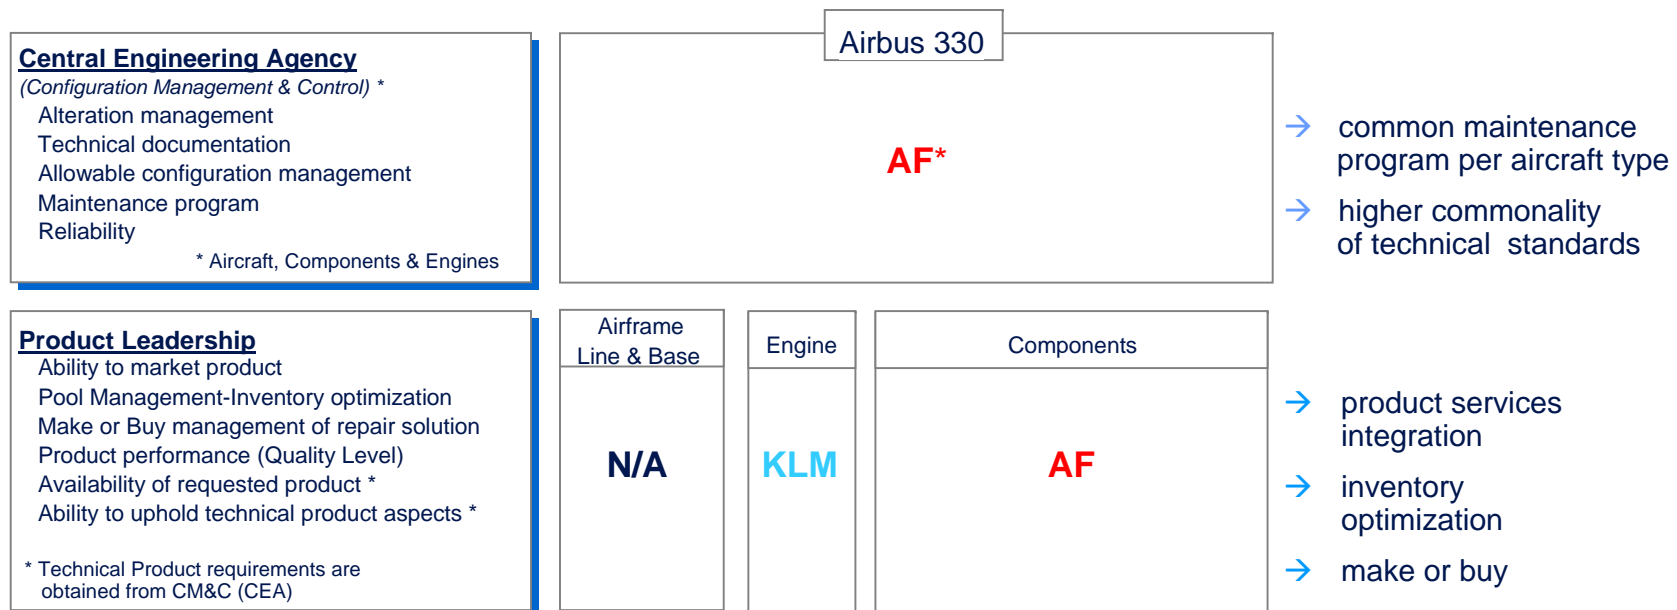 Airbus 330
Central Engineering Agency
(Configuration Management & Control) *
Alteration management
Technical documentation
Allowable configuration management
Maintenance program
Reliability
* Aircraft, Components & Engines
AF*
→ common maintenance
program per aircraft type
→ higher commonality
of technical standards
Product Leadership
Ability to market product
Pool Management-Inventory optimization
Make or Buy management of repair solution
Product performance (Quality Level)
Availability of requested product *
Ability to uphold technical product aspects *
* Technical Product requirements are
obtained from CM&C (CEA)
Airframe
Line & Base
N/A
Engine
KLM
Components
AF
→ product services
integration
→ inventory
optimization
→ make or buy